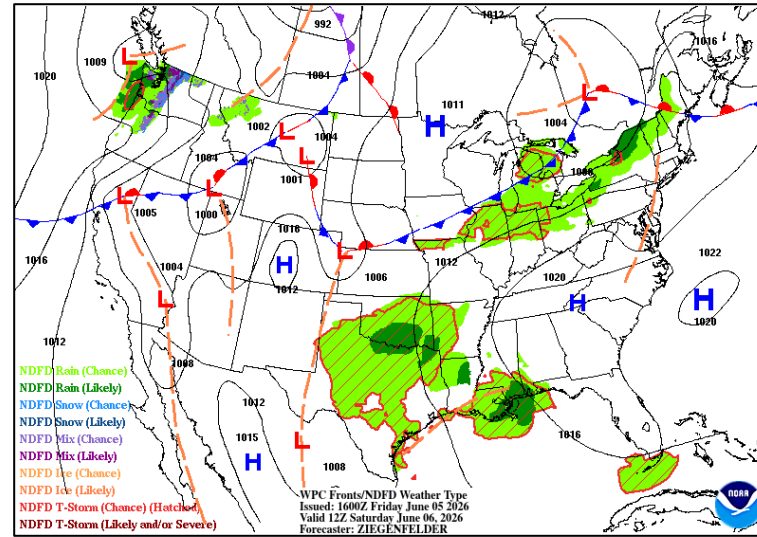 992
1012
1016
1009
1020
1004
1011
1002
1004
1004
1004
1008
1001
1005
1000
1018
1022
1016
1004
1006
1012
1020
1012
1020
1012
1008
NDFD Rain (Chance)
NDFD Rain (Likely)
NDFD Snow (Chance)
NDFD Snow (Likely)
NDFD Mix (Chance)
NDFD Mix (Likely)
NDFD Ice (Chance)
NDFD Ice (Likely)
NDFD T-Storm (Chance) (Hatched)
NDFD T-Storm (Likely and/or Severe)
1012
1015
1016
1008
WPC Fronts/NDFD Weather Type
Issued: 1600Z Friday June 05 2026
Valid 12Z Saturday June 06, 2026
Forecaster: ZIEGENFELDER
L
L
L
L
L
L
L
L
L
H
H
H
H
H
NOAA